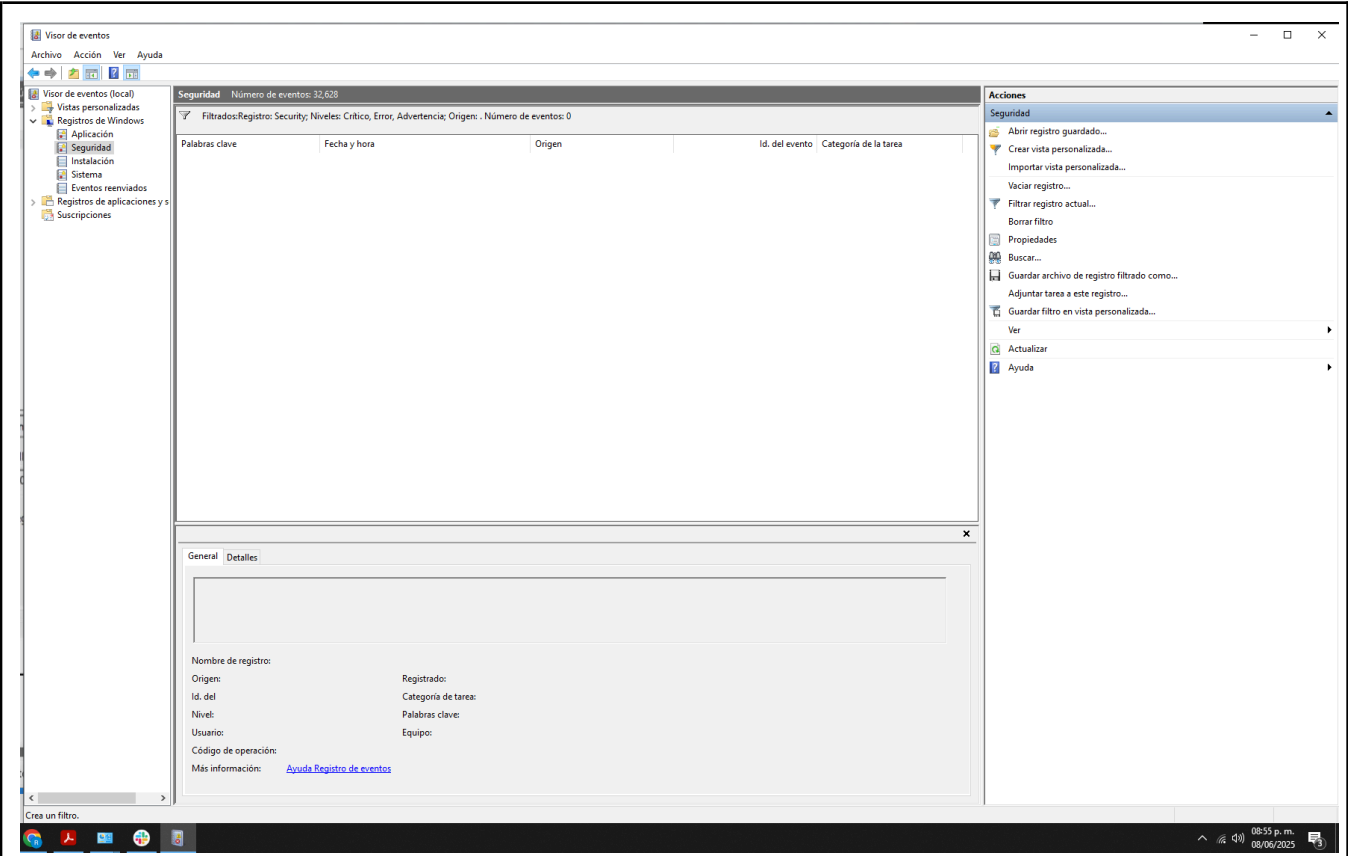 Visor de eventos
Archivo Acción Ver Ayuda
Visor de eventos (local)
Vistas personalizadas
Registros de Windows
Aplicación
Seguridad
Instalación
Sistema
Eventos reenviados
Registros de aplicaciones y s
Suscripciones
Seguridad Número de eventos: 32,628
Filtrados:Registro: Security; Niveles: Crítico, Error, Advertencia; Origen: . Número de eventos: 0
Palabras clave Fecha y hora Origen Id. del evento Categoría de la tarea
General Detalles
Nombre de registro:
Origen: Registrado:
Id. del Categoría de tarea:
Nivel: Palabras clave:
Usuario: Equipo:
Código de operación:
Más información: Ayuda Registro de eventos
Acciones
Seguridad
Abrir registro guardado...
Crear vista personalizada...
Importar vista personalizada...
Vaciar registro...
Filtrar registro actual...
Borrar filtro
Propiedades
Buscar...
Guardar archivo de registro filtrado como...
Adjuntar tarea a este registro...
Guardar filtro en vista personalizada...
Ver
Actualizar
Ayuda
Crea un filtro.
08:55 p. m.
08/06/2025
3